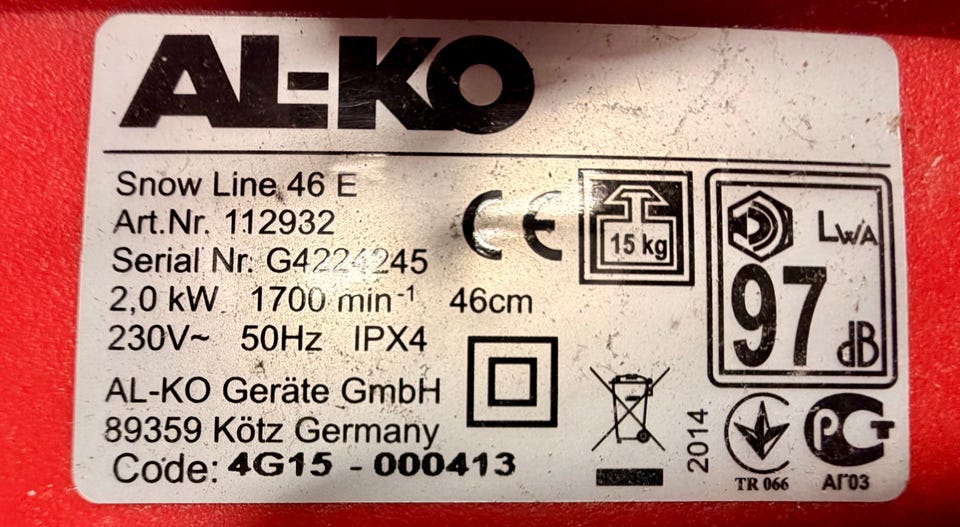 AL-KO
Snow Line 46 E
Art.Nr. 112932
Serial Nr. G4224245
2,0 kW 1700 min-1 46cm
230V~ 50Hz IPX4
AL-KO Geräte GmbH
89359 Kötz Germany
Code: 4G15 - 000413
CE
15 kg
LWA
97
dB
2014
TR 066
РСТ
АГ03